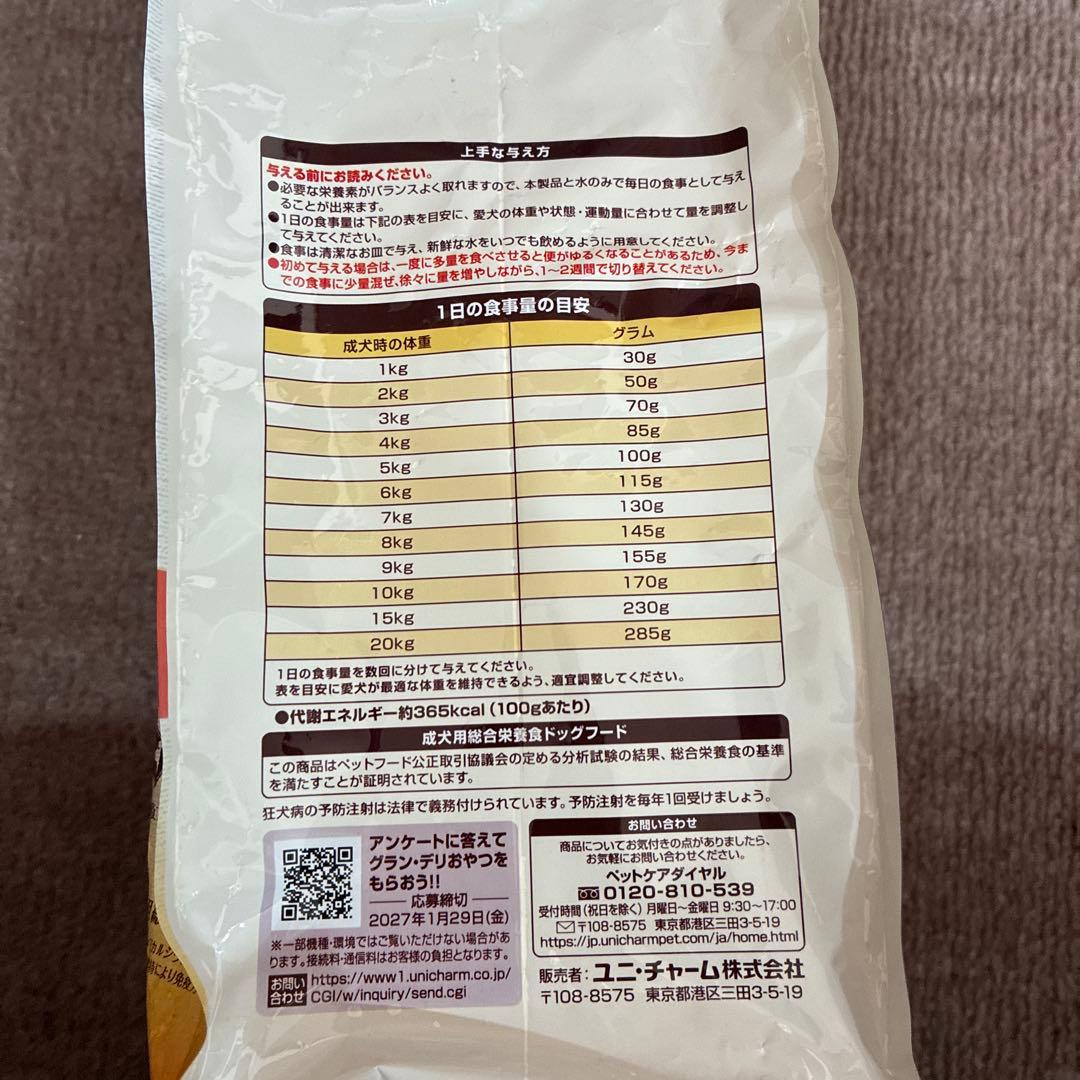 上手な与え方
与える前にお読みください。
●必要な栄養素がバランスよく取れますので、本製品と水のみで毎日の食事として与え
ることが出来ます。
●1日の食事量は下記の表を目安に、愛犬の体重や状態・運動量に合わせて量を調整し
て与えてください。
●食事は清潔なお皿で与え、新鮮な水をいつでも飲めるように用意してください。
●初めて与える場合は、一度に多量を食べさせると便がゆるくなることがあるため、今ま
での食事に少量混ぜ、徐々に量を増やしながら、1〜2週間で切り替えてください。
1日の食事量の目安
成犬時の体重 グラム
1kg 30g
2kg 50g
3kg 70g
4kg 85g
5kg 100g
6kg 115g
7kg 130g
8kg 145g
9kg 155g
10kg 170g
15kg 230g
20kg 285g
1日の食事量を数回に分けて与えてください。
表を目安に愛犬が最適な体重を維持できるよう、適宜調整してください。
●代謝エネルギー約365kcal(100gあたり)
成犬用総合栄養食ドッグフード
この商品はペットフード公正取引協議会の定める分析試験の結果、総合栄養食の基準
を満たすことが証明されています。
狂犬病の予防注射は法律で義務付けられています。予防注射を毎年1回受けましょう。
アンケートに答えて
グラン・デリおやつを
もらおう!!
応募締切
2027年1月29日(金)
※一部機種・環境ではご覧いただけない場合があ
ります。接続料・通信料はお客様の負担となります。
お問い
合わせ
https://www1.unicharm.co.jp/
CGI/w/inquiry/send.cgi
お問い合わせ
商品についてお気付きの点がありましたら、
お気軽にお問い合わせください。
ペットケアダイヤル
0120-810-539
受付時間(祝日を除く)月曜日〜金曜日 9:30〜17:00
〒108-8575 東京都港区三田3-5-19
https://jp.unicharmpet.com/ja/home.html
販売者:ユニ・チャーム株式会社
〒108-8575 東京都港区三田3-5-19